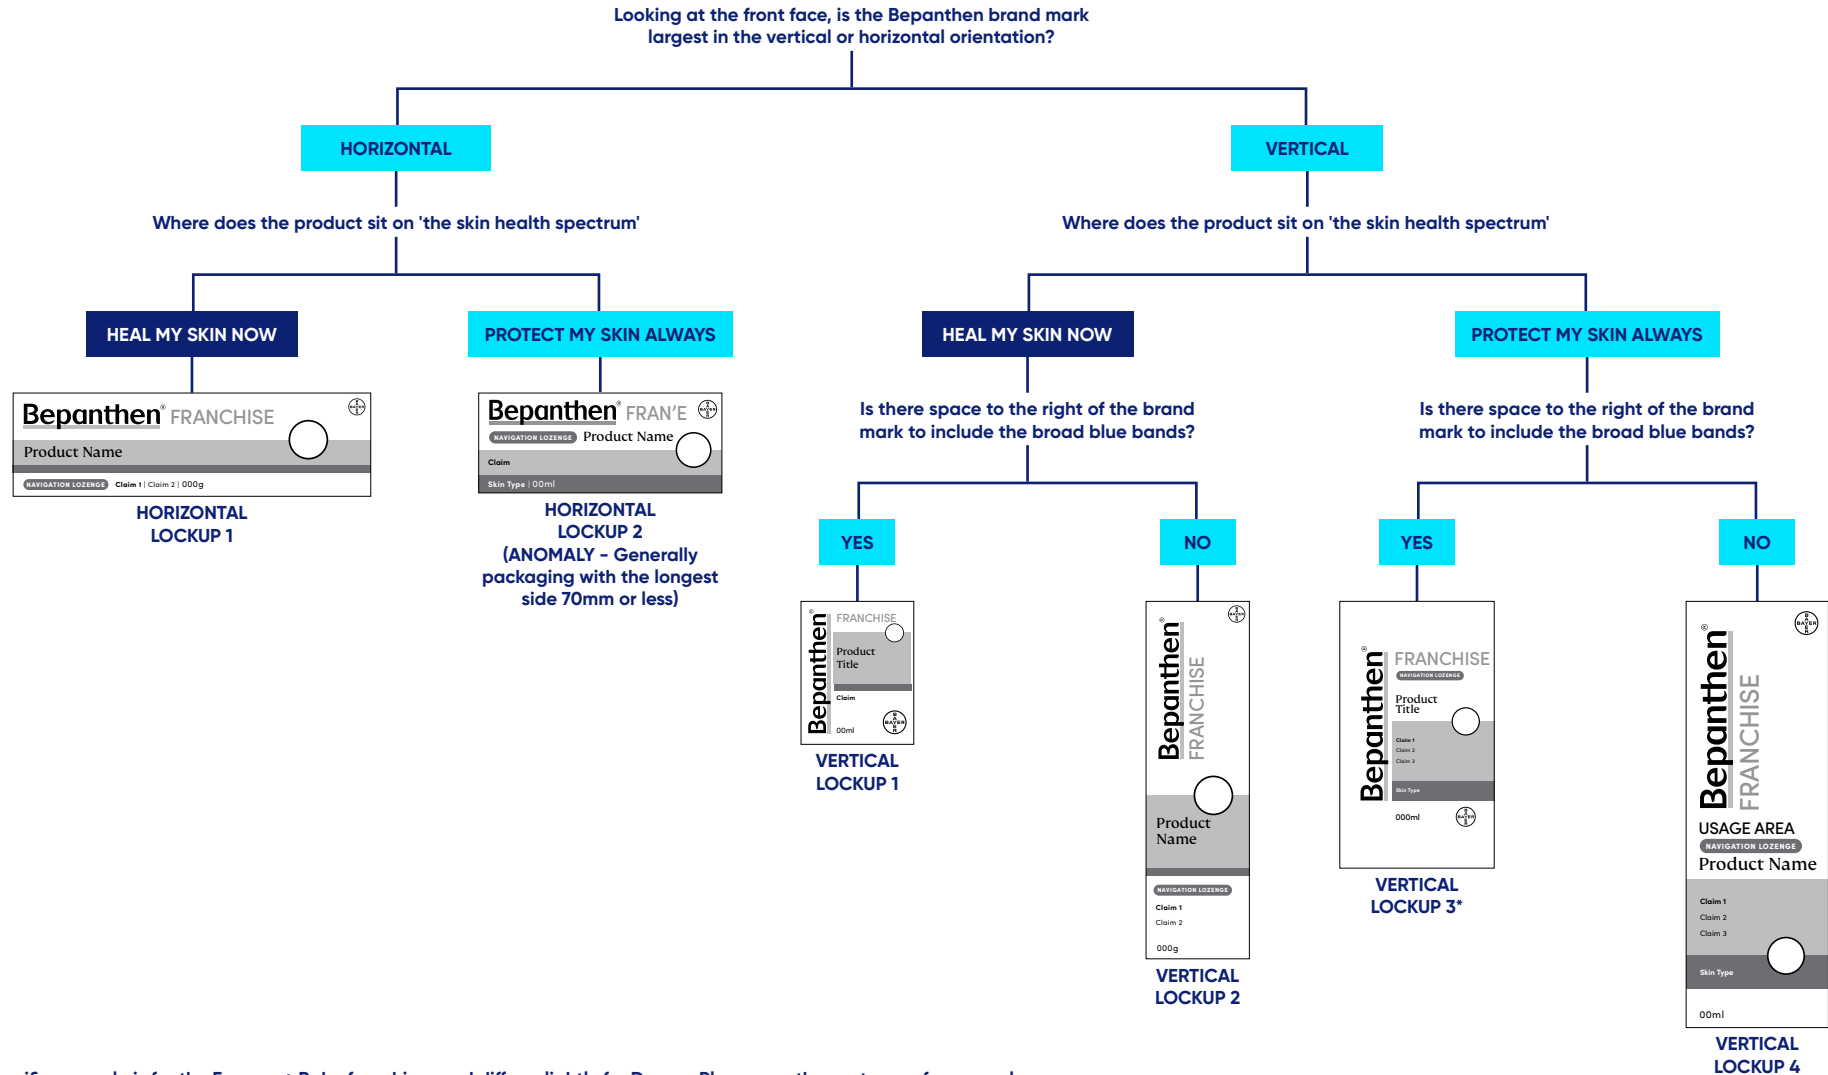 Looking at the front face, is the Bepanthen brand mark
largest in the vertical or horizontal orientation?
HORIZONTAL
VERTICAL
Where does the product sit on 'the skin health spectrum'
Where does the product sit on 'the skin health spectrum'
HEAL MY SKIN NOW
PROTECT MY SKIN ALWAYS
HEAL MY SKIN NOW
PROTECT MY SKIN ALWAYS
Bepanthen® FRANCHISE
BAYER
Product Name
NAVIGATION LOZENGE Claim 1 | Claim 2 | 000g
HORIZONTAL
LOCKUP 1
Bepanthen® FRAN'E
BAYER
NAVIGATION LOZENGE Product Name
Claim
Skin Type | 00ml
HORIZONTAL
LOCKUP 2
(ANOMALY - Generally
packaging with the longest
side 70mm or less)
Is there space to the right of the brand
mark to include the broad blue bands?
Is there space to the right of the brand
mark to include the broad blue bands?
YES
NO
YES
NO
Bepanthen®
FRANCHISE
Product
Title
Claim
00ml
BAYER
VERTICAL
LOCKUP 1
BAYER
Bepanthen®
FRANCHISE
Product
Name
NAVIGATION LOZENGE
Claim 1
Claim 2
000g
VERTICAL
LOCKUP 2
Bepanthen®
FRANCHISE
NAVIGATION LOZENGE
Product
Title
Claim 1
Claim 2
Claim 3
Skin Type
000ml
BAYER
VERTICAL
LOCKUP 3*
BAYER
Bepanthen®
FRANCHISE
USAGE AREA
NAVIGATION LOZENGE
Product Name
Claim 1
Claim 2
Claim 3
Skin Type
00ml
VERTICAL
LOCKUP 4